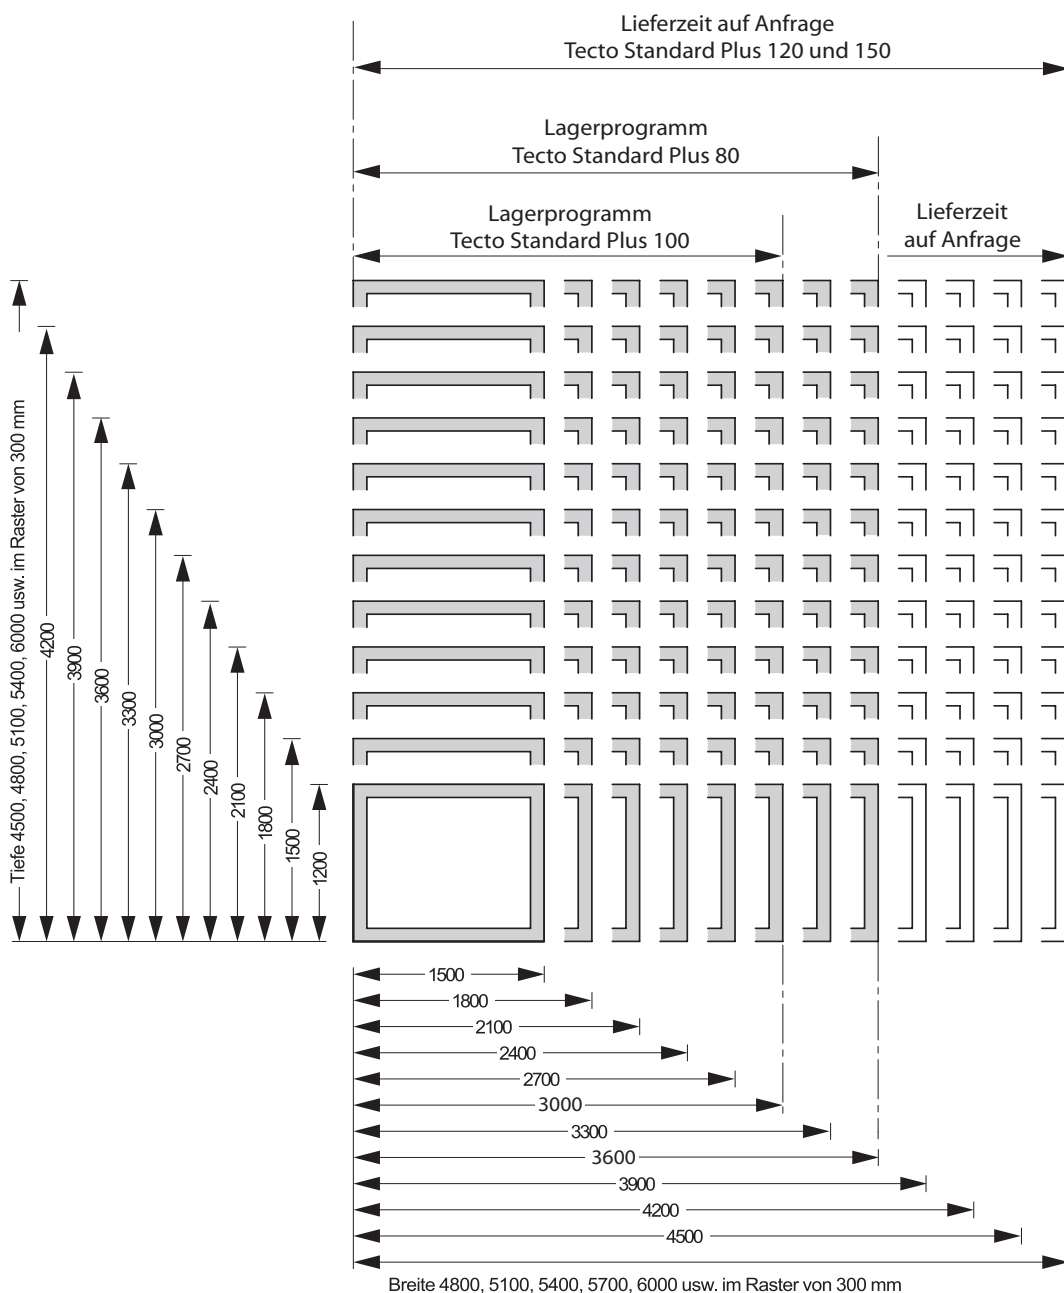 Lieferzeit auf Anfrage
Tecto Standard Plus 120 und 150
Lagerprogramm
Tecto Standard Plus 80
Lagerprogramm
Tecto Standard Plus 100
Lieferzeit
auf Anfrage
Tiefe 4500, 4800, 5100, 5400, 6000 usw. im Raster von 300 mm
4200
3900
3600
3300
3000
2700
2400
2100
1800
1500
1200
1500
1800
2100
2400
2700
3000
3300
3600
3900
4200
4500
Breite 4800, 5100, 5400, 5700, 6000 usw. im Raster von 300 mm